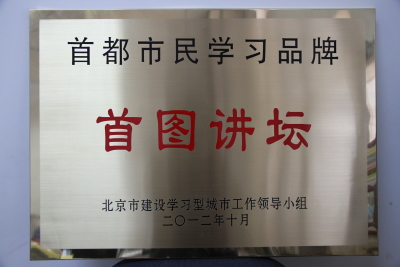 首都市民学习品牌
首图讲坛
北京市建设学习型城市工作领导小组
二〇一二年十月